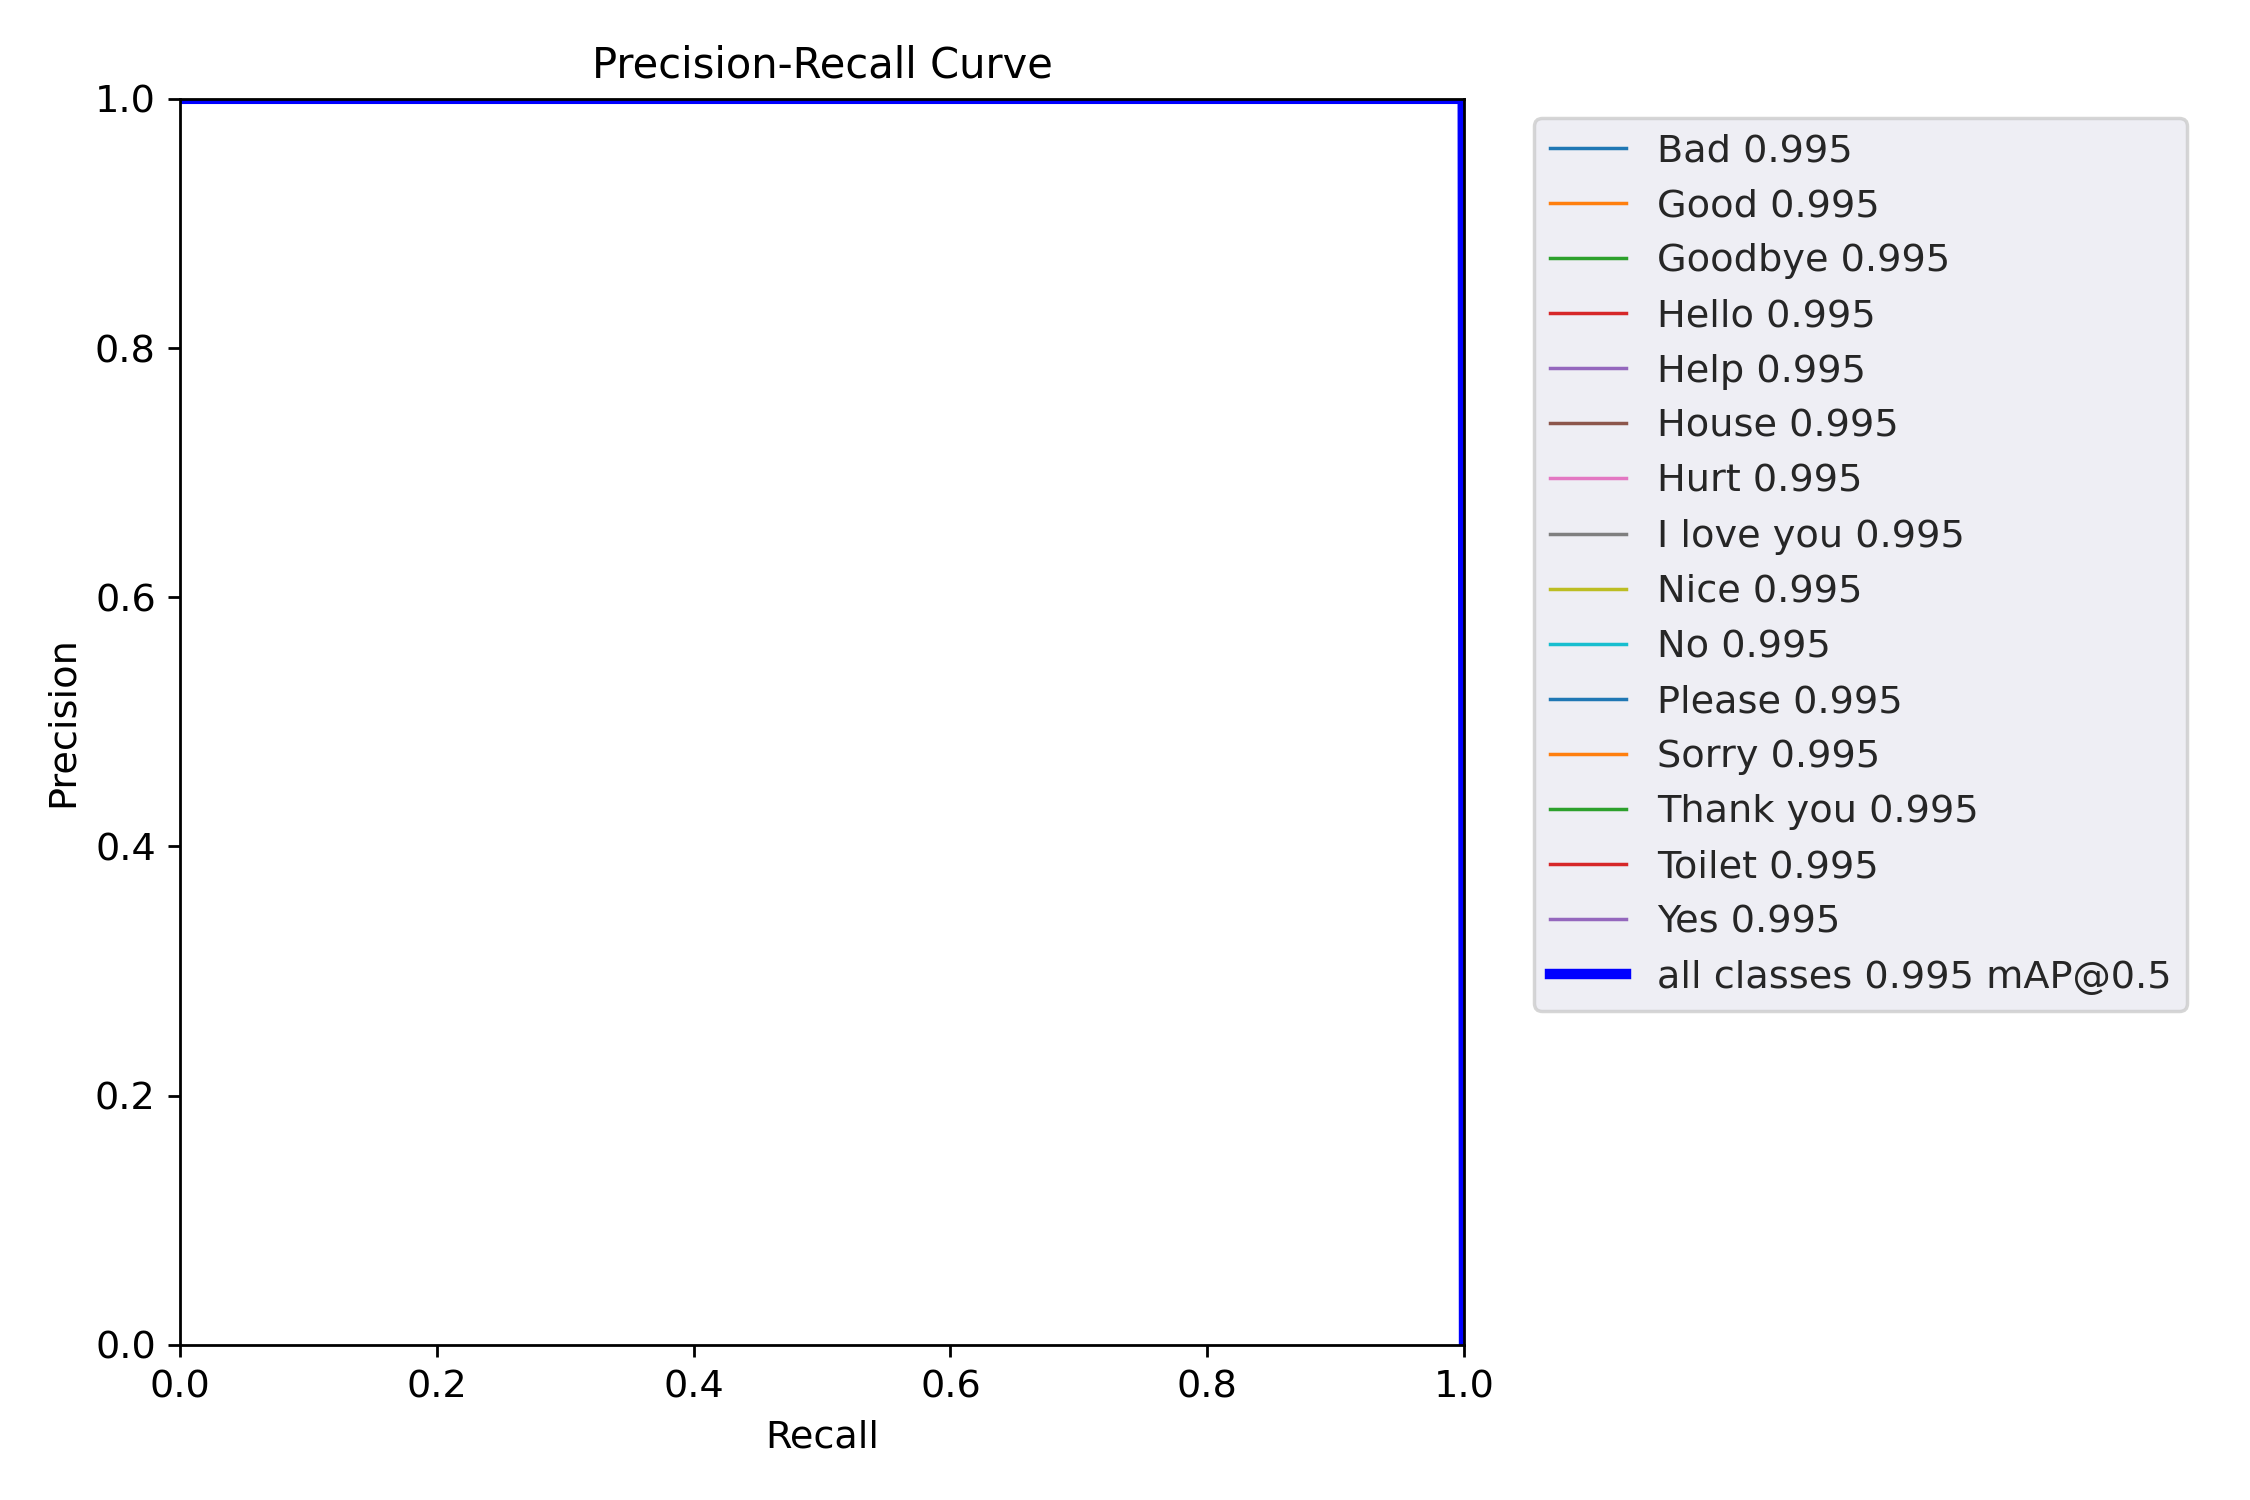 Precision-Recall Curve
1.0
0.8
0.6
0.4
0.2
0.0
Precision
0.0 0.2 0.4 0.6 0.8 1.0
Recall
Bad 0.995
Good 0.995
Goodbye 0.995
Hello 0.995
Help 0.995
House 0.995
Hurt 0.995
I love you 0.995
Nice 0.995
No 0.995
Please 0.995
Sorry 0.995
Thank you 0.995
Toilet 0.995
Yes 0.995
all classes 0.995 mAP@0.5